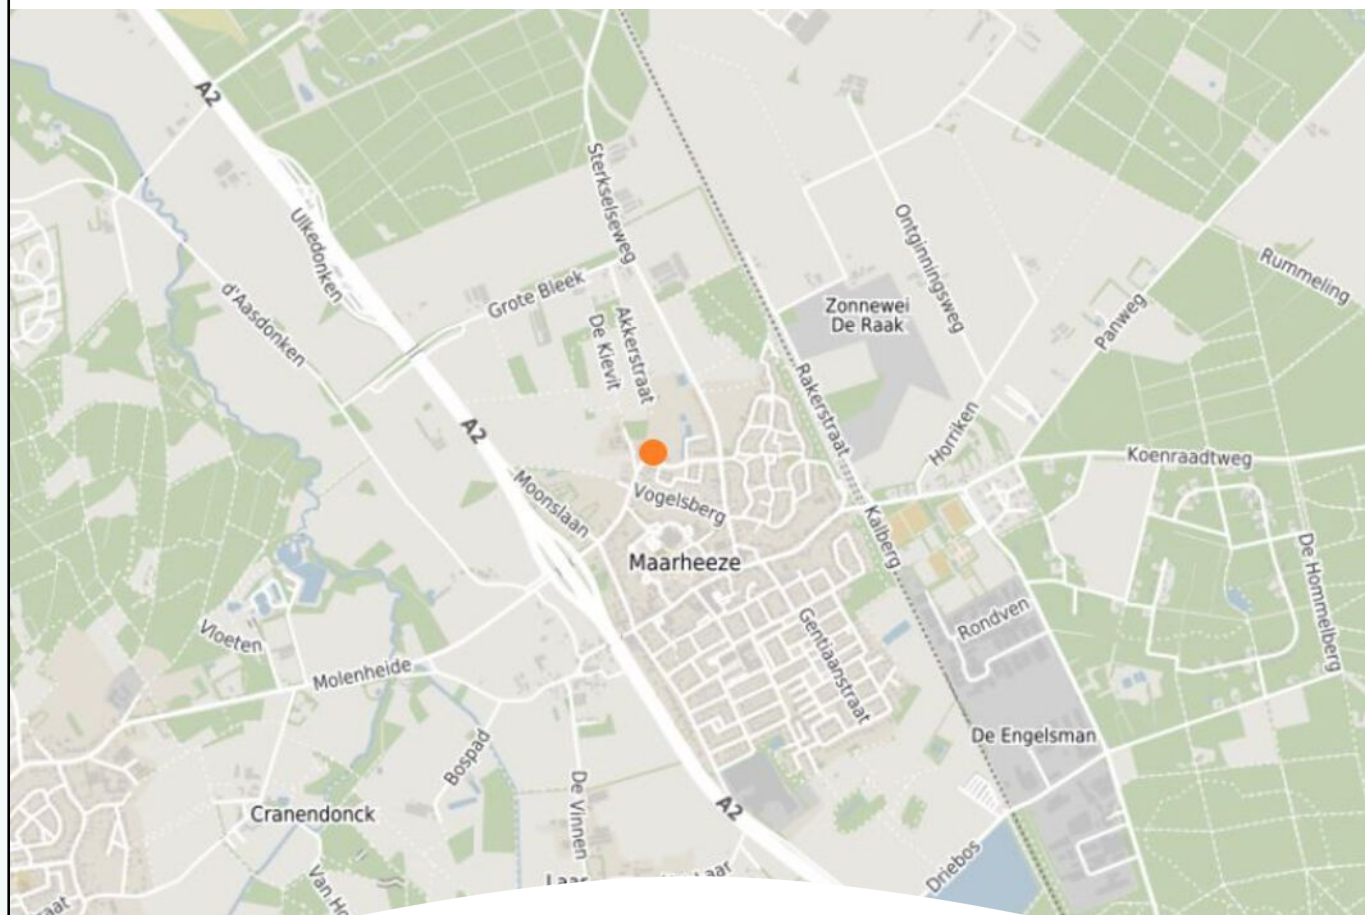 A2
Sterkselseweg
Ulkedonken
Ontginningsweg
Rummeling
d'Aasdonken
Grote Bleek
Akkerstraat
De Kievit
Zonnewei
De Raak
Panweg
Rakerstraat
A2
Horriken
Koenraadtweg
Moonslaan
Vogelsberg
Kalberg
Maarheeze
De Hommelberg
Vloeten
Rondven
Gentiaanstraat
Molenheide
De Engelsman
Bospad
De Vinnen
A2
Cranendonck
Driebos